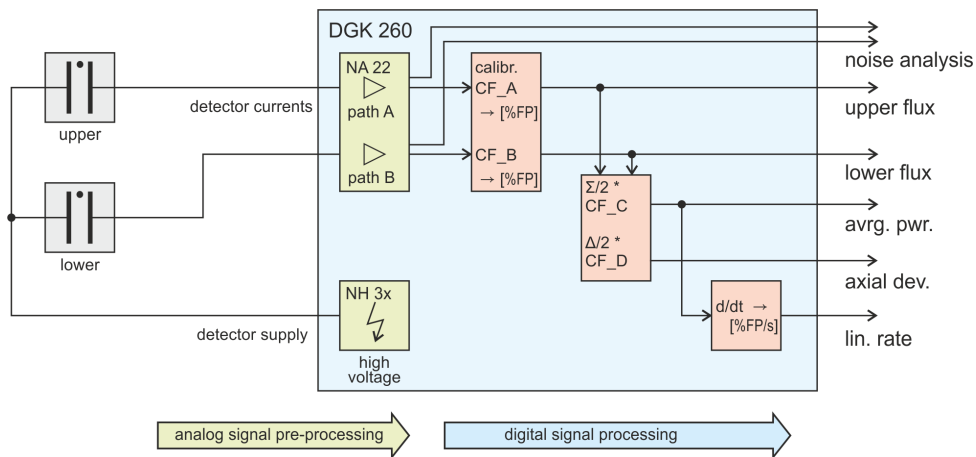 DGK 260
NA 22
path A
path B
calibr.
CF_A
→ [%FP]
CF_B
→ [%FP]
noise analysis
upper flux
lower flux
avrg. pwr.
axial dev.
lin. rate
detector currents
upper
lower
Σ/2 *
CF_C
Δ/2 *
CF_D
d/dt →
[%FP/s]
NH 3x
high
voltage
detector supply
analog signal pre-processing
digital signal processing